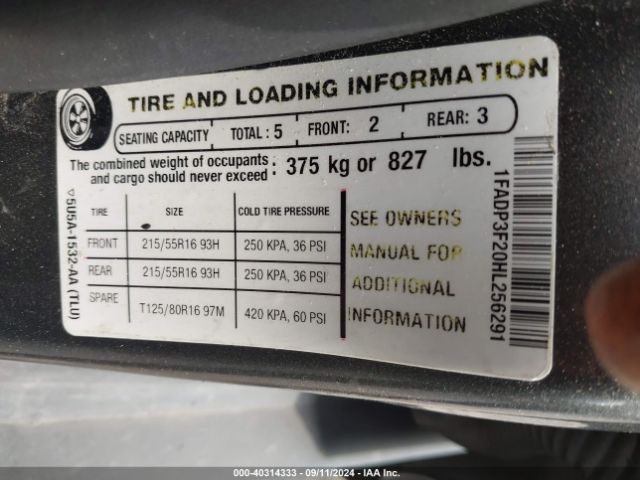 TIRE AND LOADING INFORMATION
SEATING CAPACITY TOTAL : 5 FRONT: 2 REAR: 3
The combined weight of occupants : 375 kg or 827 lbs.
and cargo should never exceed :
TIRE SIZE COLD TIRE PRESSURE
FRONT 215/55R16 93H 250 KPA, 36 PSI
REAR 215/55R16 93H 250 KPA, 36 PSI
SPARE T125/80R16 97M 420 KPA, 60 PSI
SEE OWNERS
MANUAL FOR
ADDITIONAL
INFORMATION
5U5A-1532-AA (TLU)
1FADP3F20HL256291
000-40314333 - 09/11/2024 - IAA Inc.